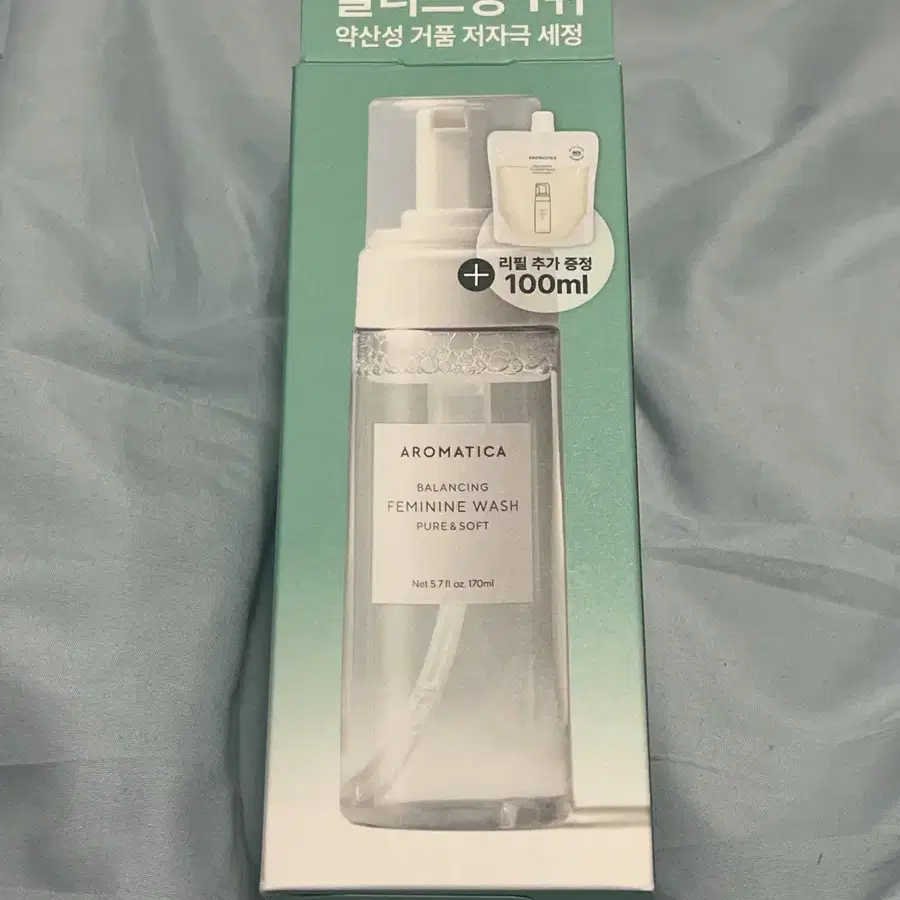 약산성 거품 저자극 세정
AROMATICA
리필 추가 증정
100ml
AROMATICA
BALANCING
FEMININE WASH
PURE & SOFT
Net 5.7 fl. oz. 170ml